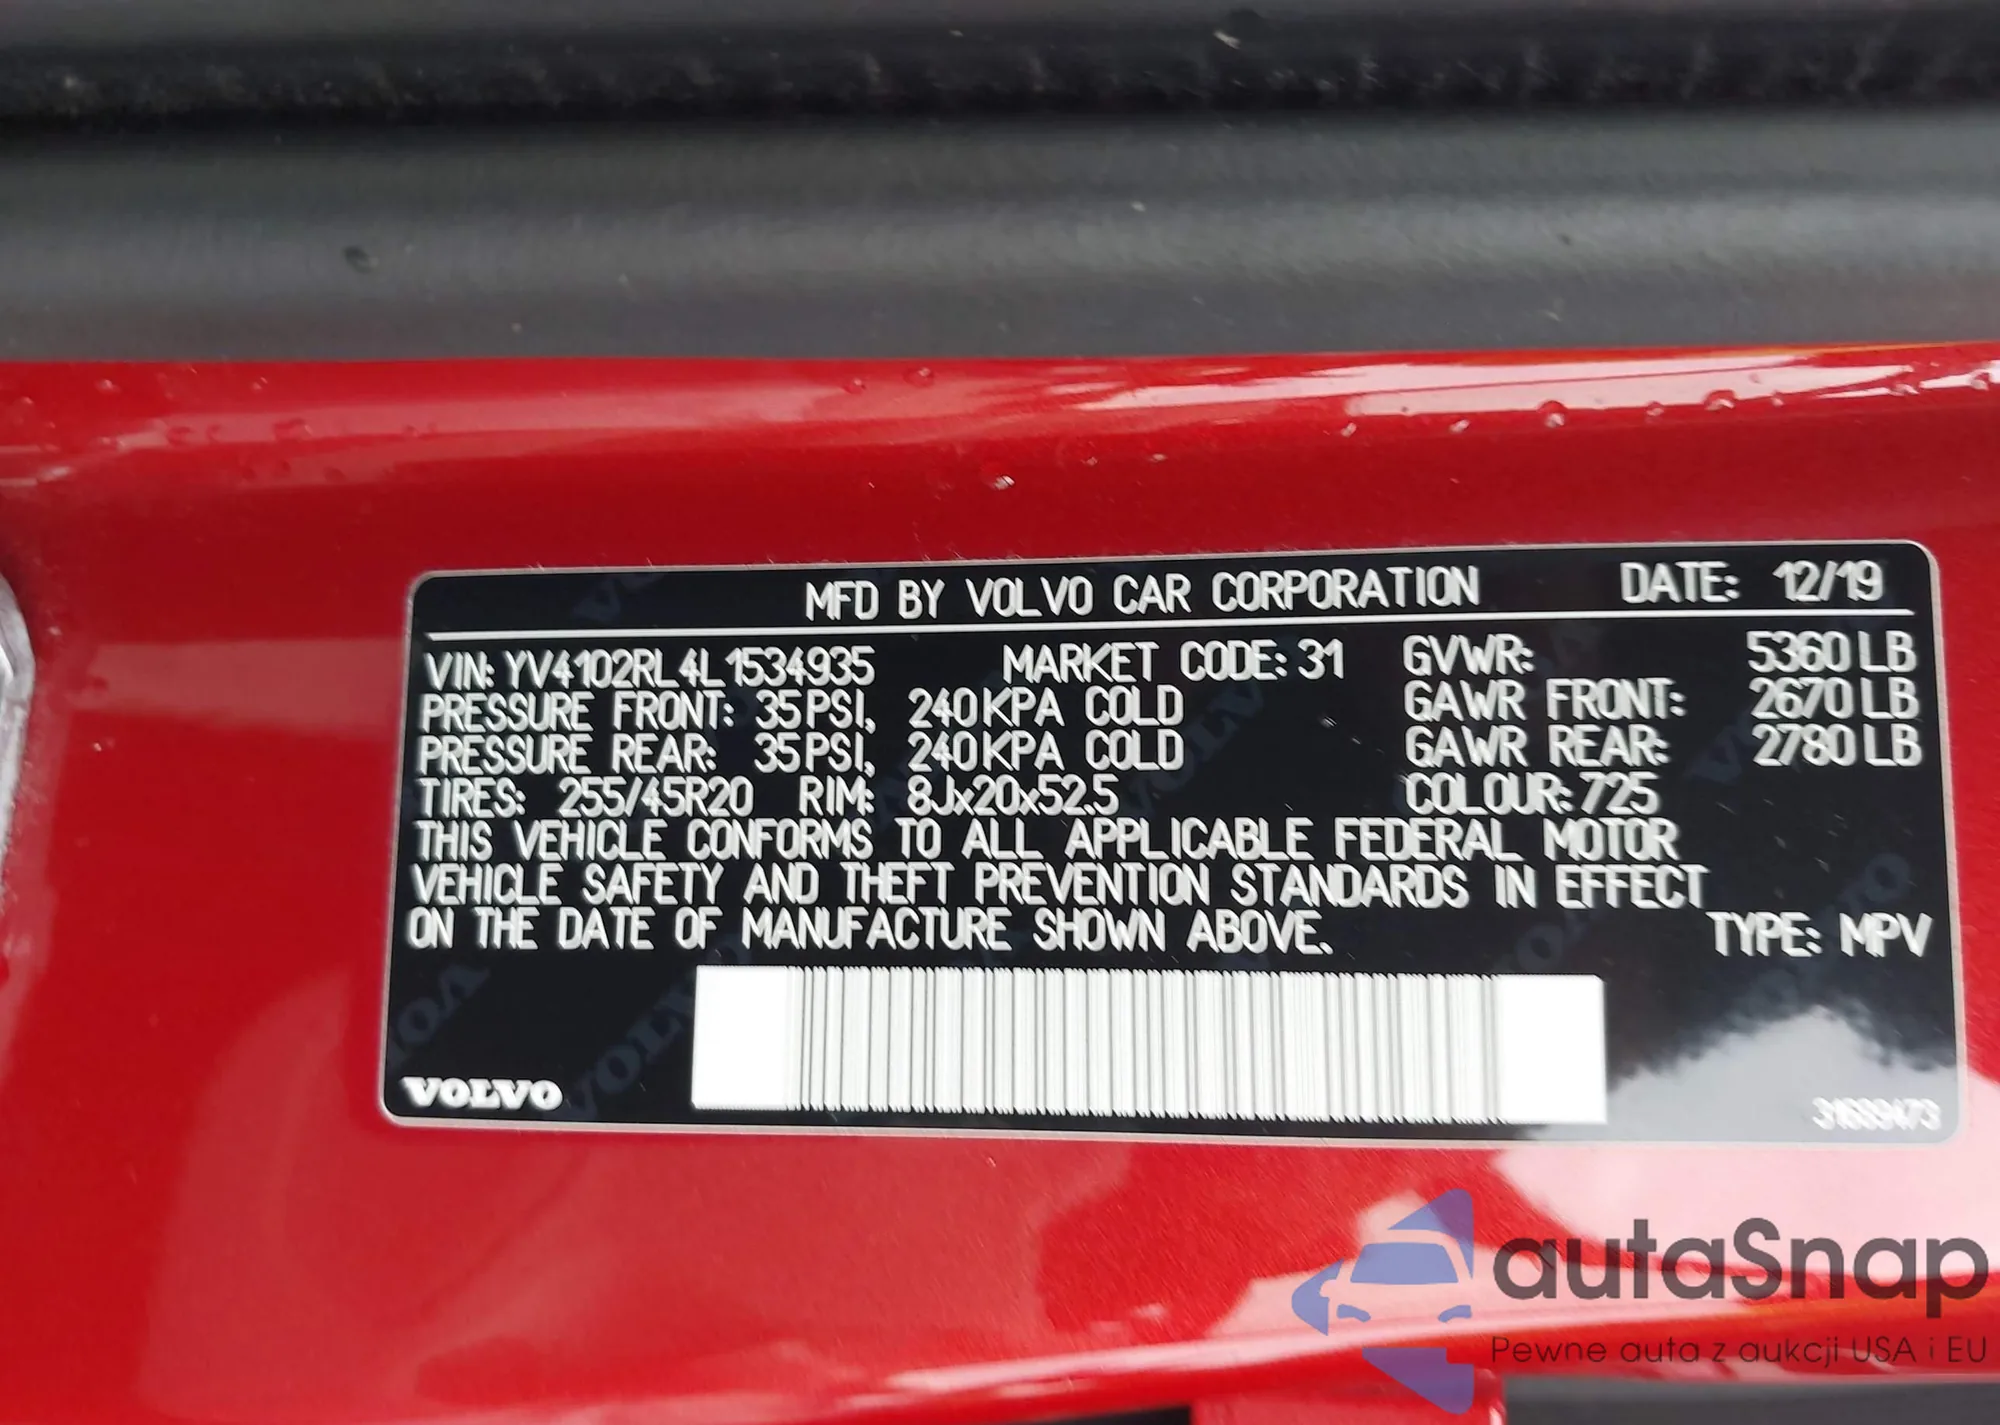 MFD BY VOLVO CAR CORPORATION DATE: 12/19
VIN: YV4102RL4L1534935 MARKET CODE: 31 GVWR: 5360 LB
PRESSURE FRONT: 35 PSI, 240 KPA COLD GAWR FRONT: 2670 LB
PRESSURE REAR: 35 PSI, 240 KPA COLD GAWR REAR: 2780 LB
TIRES: 255/45R20 RIM: 8Jx20x52.5 COLOUR: 725
THIS VEHICLE CONFORMS TO ALL APPLICABLE FEDERAL MOTOR
VEHICLE SAFETY AND THEFT PREVENTION STANDARDS IN EFFECT
ON THE DATE OF MANUFACTURE SHOWN ABOVE. TYPE: MPV
VOLVO
autaSnap
Pewne auta z aukcji USA i EU